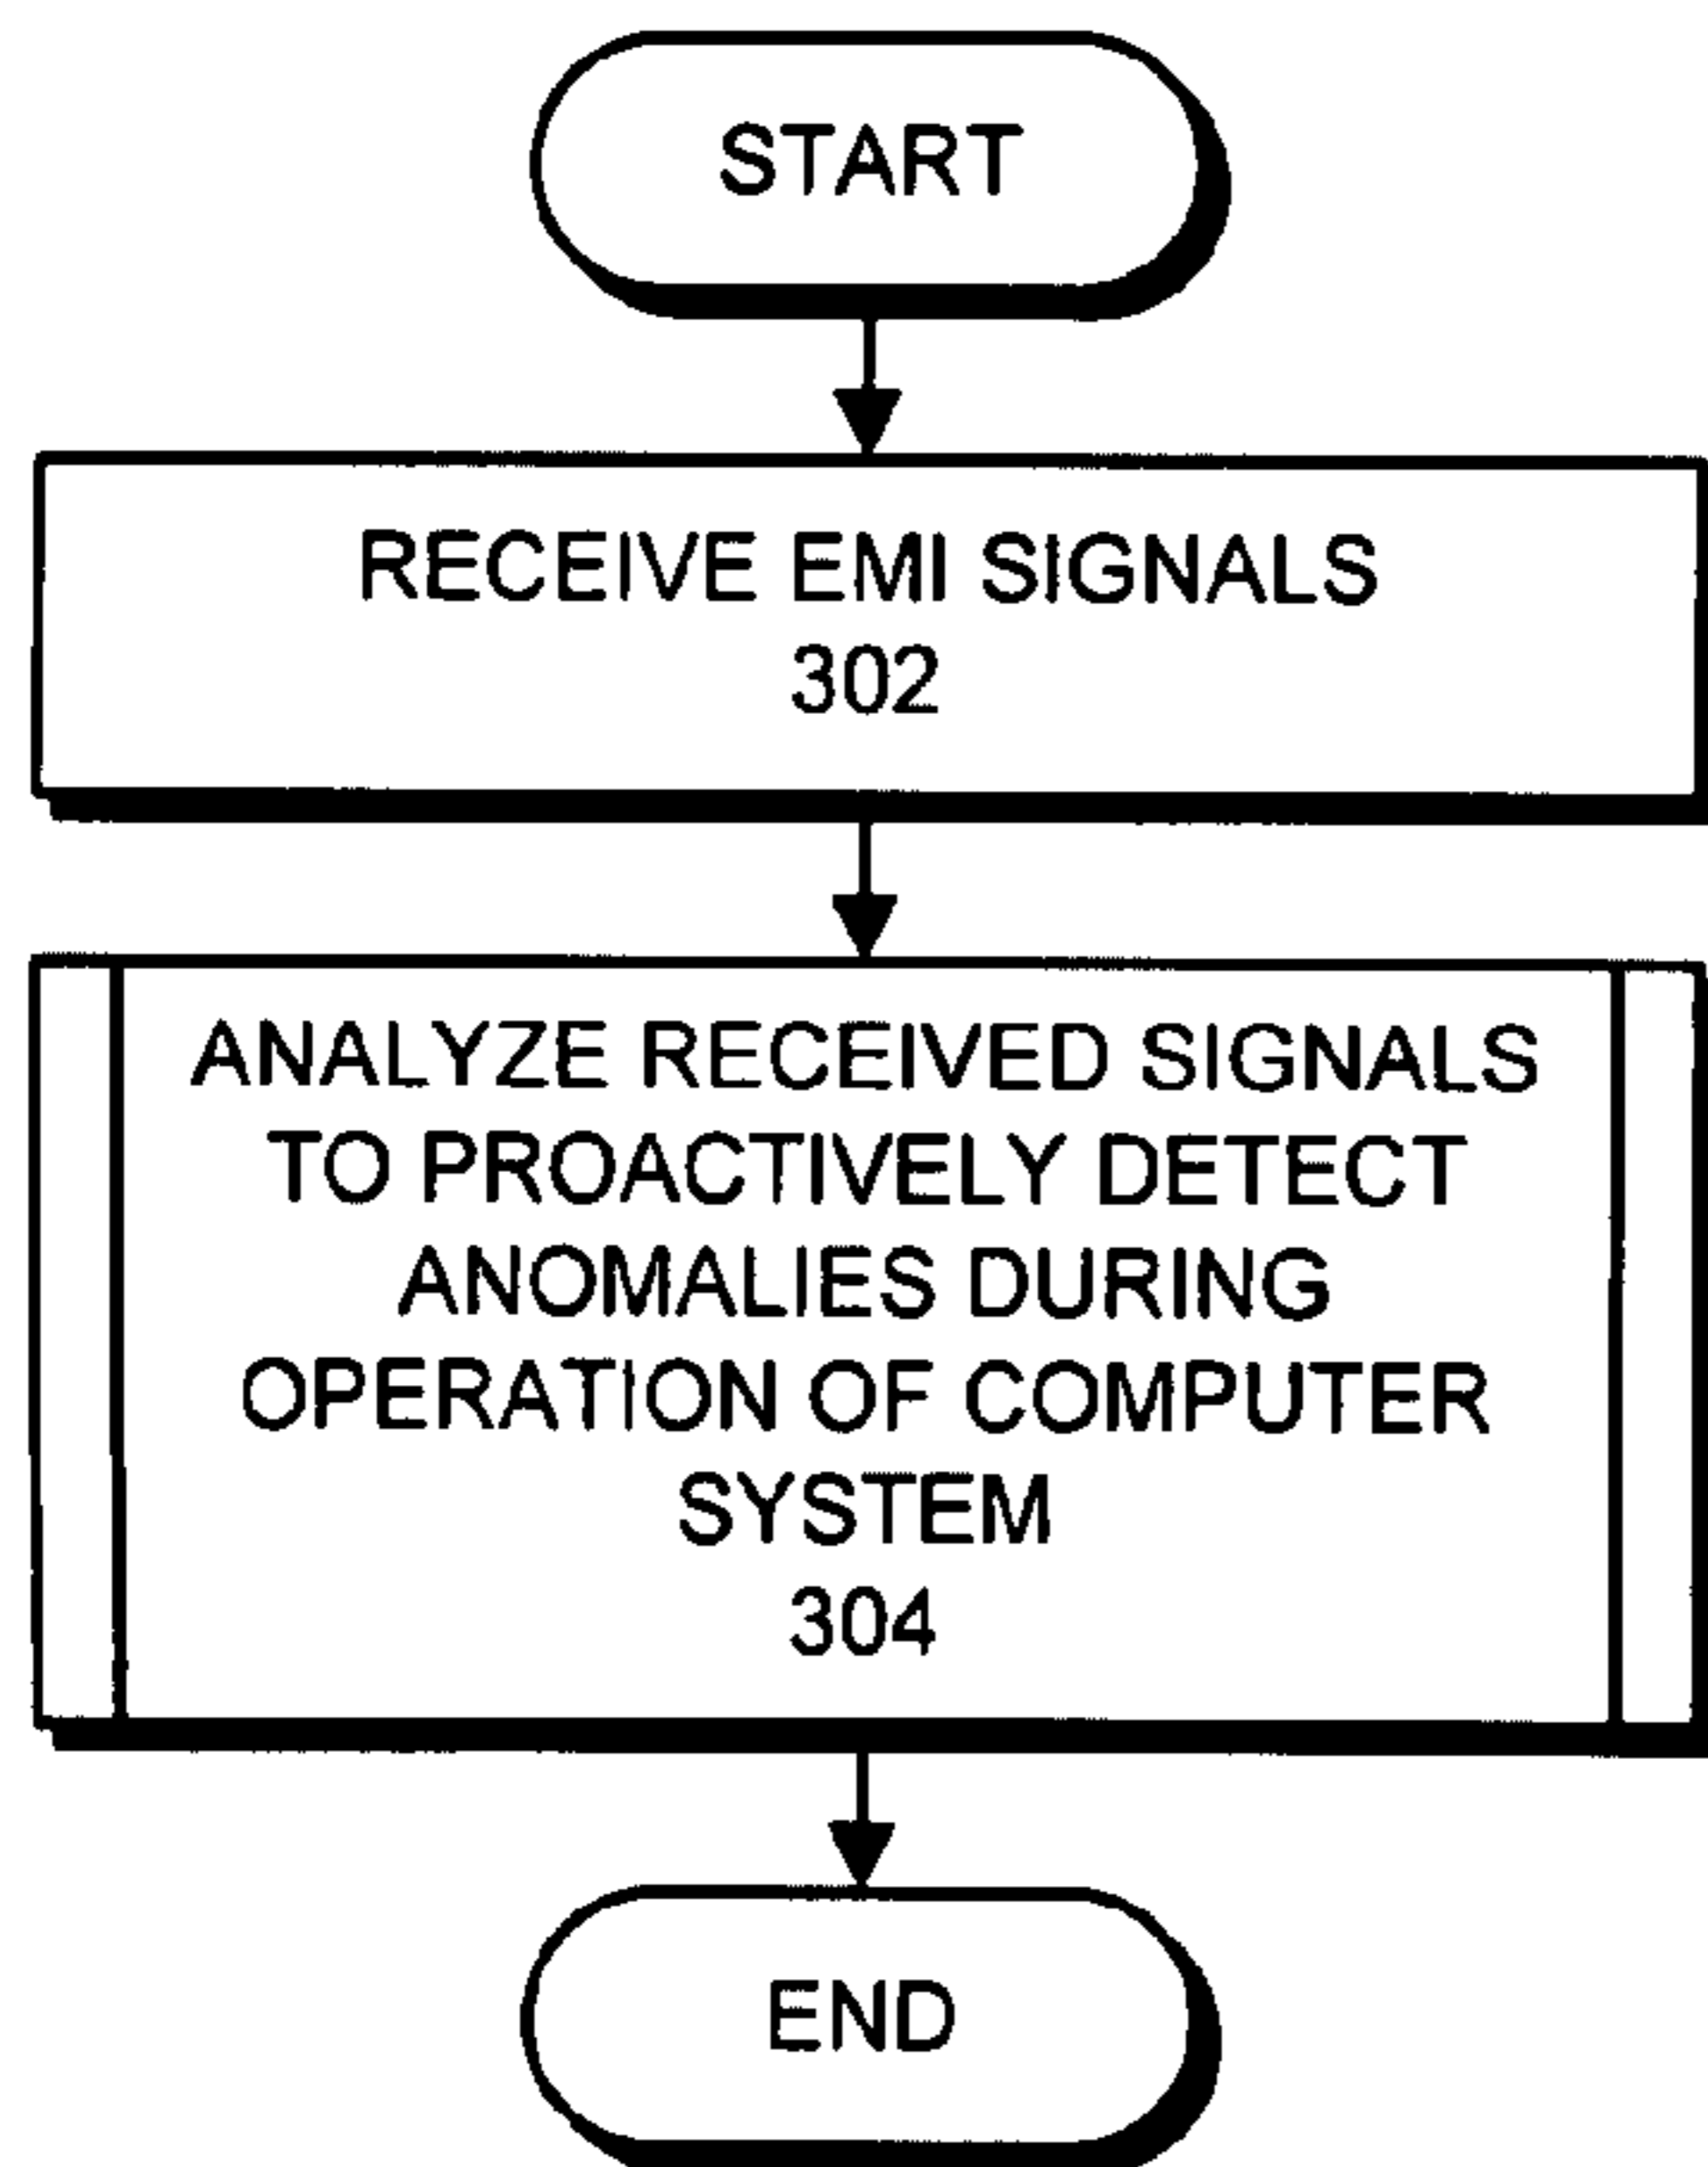 START
RECEIVE EMI SIGNALS
302
ANALYZE RECEIVED SIGNALS
TO PROACTIVELY DETECT
ANOMALIES DURING
OPERATION OF COMPUTER
SYSTEM
304
END